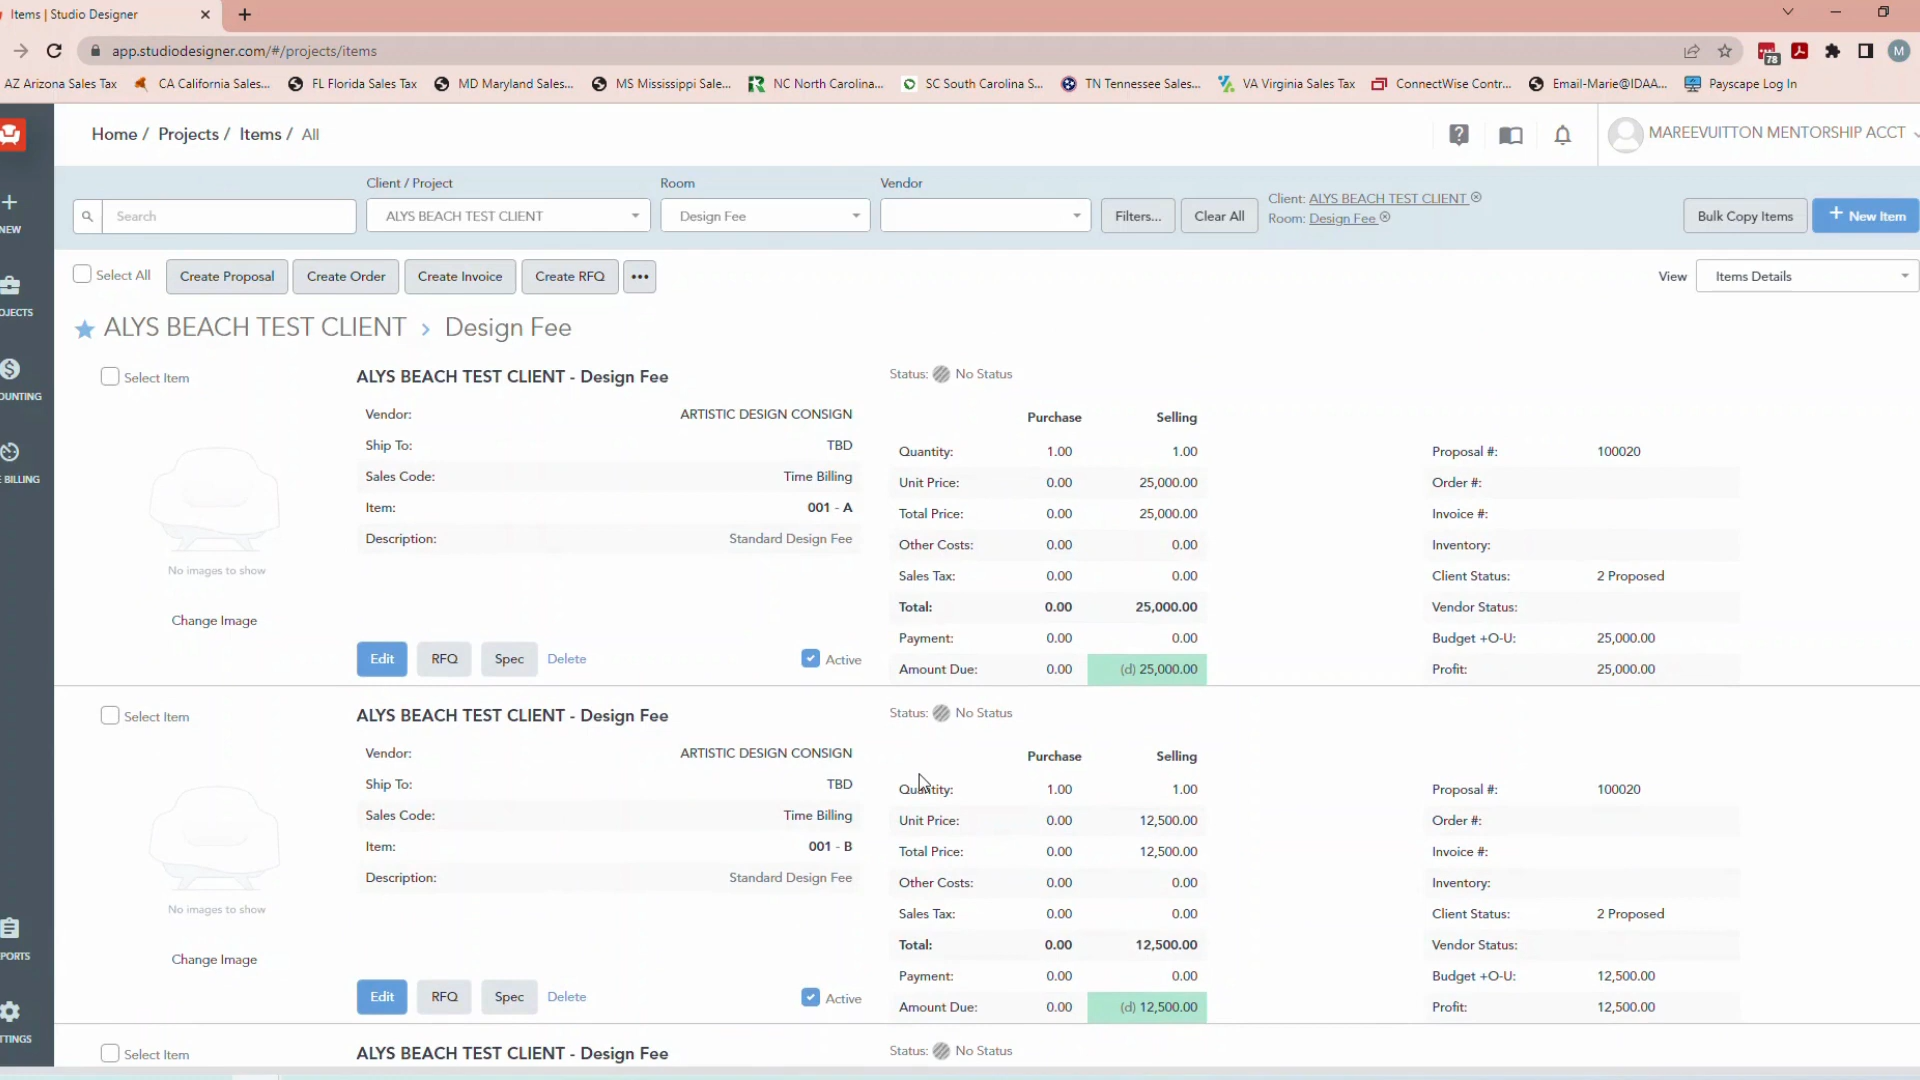 Items | Studio Designer
app.studiodesigner.com/#/projects/items
78
M
AZ Arizona Sales Tax
CA California Sales...
FL Florida Sales Tax
MD Maryland Sales...
MS Mississippi Sale...
NC North Carolina...
SC South Carolina S...
TN Tennessee Sales...
VA Virginia Sales Tax
ConnectWise Contr...
Email-Marie@IDAA...
Payscape Log In
Home / Projects / Items / All
MAREEVUITTON MENTORSHIP ACCT
NEW
OJECTS
OUNTING
E BILLING
PORTS
TTINGS
Client / Project
Room
Vendor
Search
ALYS BEACH TEST CLIENT
Design Fee
Filters...
Clear All
Client: ALYS BEACH TEST CLIENT
Room: Design Fee
Bulk Copy Items
+ New Item
Select All
Create Proposal
Create Order
Create Invoice
Create RFQ
•••
View
Items Details
ALYS BEACH TEST CLIENT › Design Fee
Select Item
ALYS BEACH TEST CLIENT - Design Fee
Status: No Status
Vendor: ARTISTIC DESIGN CONSIGN
Ship To: TBD
Sales Code: Time Billing
Item: 001 - A
Description: Standard Design Fee
No images to show
Change Image
Edit
RFQ
Spec
Delete
Active
Purchase Selling
Quantity: 1.00 1.00
Unit Price: 0.00 25,000.00
Total Price: 0.00 25,000.00
Other Costs: 0.00 0.00
Sales Tax: 0.00 0.00
Total: 0.00 25,000.00
Payment: 0.00 0.00
Amount Due: 0.00 (d) 25,000.00
Proposal #: 100020
Order #:
Invoice #:
Inventory:
Client Status: 2 Proposed
Vendor Status:
Budget +O-U: 25,000.00
Profit: 25,000.00
Select Item
ALYS BEACH TEST CLIENT - Design Fee
Status: No Status
Vendor: ARTISTIC DESIGN CONSIGN
Ship To: TBD
Sales Code: Time Billing
Item: 001 - B
Description: Standard Design Fee
No images to show
Change Image
Edit
RFQ
Spec
Delete
Active
Purchase Selling
Quantity: 1.00 1.00
Unit Price: 0.00 12,500.00
Total Price: 0.00 12,500.00
Other Costs: 0.00 0.00
Sales Tax: 0.00 0.00
Total: 0.00 12,500.00
Payment: 0.00 0.00
Amount Due: 0.00 (d) 12,500.00
Proposal #: 100020
Order #:
Invoice #:
Inventory:
Client Status: 2 Proposed
Vendor Status:
Budget +O-U: 12,500.00
Profit: 12,500.00
Select Item
ALYS BEACH TEST CLIENT - Design Fee
Status: No Status